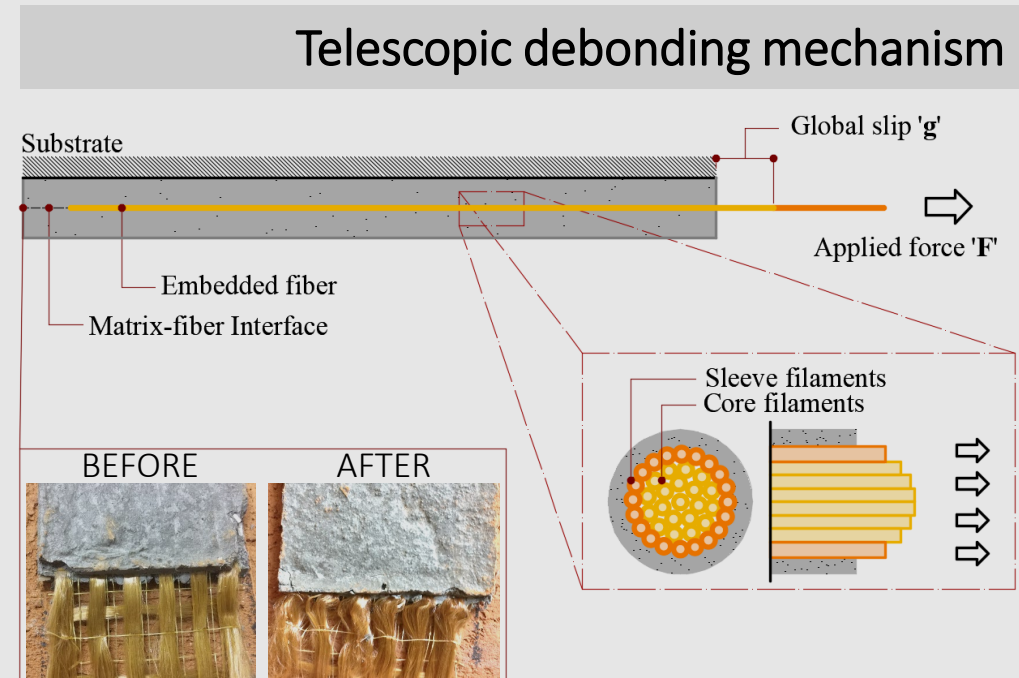 Telescopic debonding mechanism
Substrate
Global slip 'g'
Applied force 'F'
Embedded fiber
Matrix-fiber Interface
Sleeve filaments
Core filaments
BEFORE
AFTER